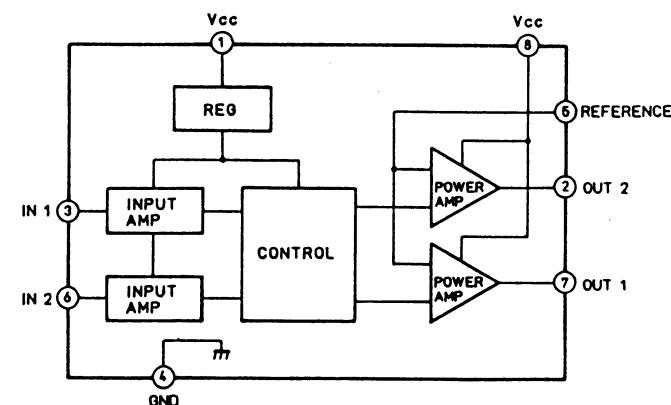 Vcc
1
Vcc
8
REG
5 REFERENCE
IN 1 3
INPUT
AMP
POWER
AMP
2 OUT 2
CONTROL
IN 2 6
INPUT
AMP
POWER
AMP
7 OUT 1
4
GND